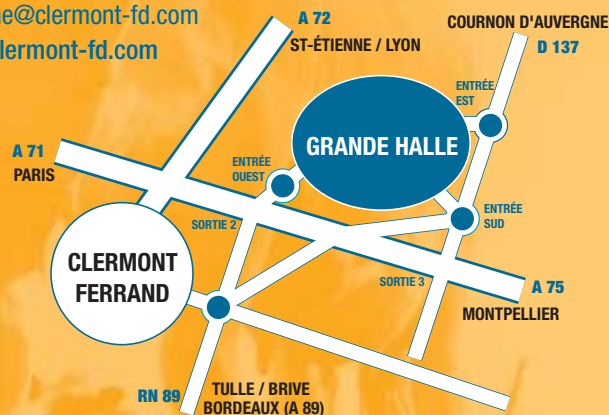 e@clermont-fd.com
lermont-fd.com
A 72
ST-ÉTIENNE / LYON
COURNON D'AUVERGNE
D 137
ENTRÉE
EST
A 71
PARIS
GRANDE HALLE
ENTRÉE
OUEST
ENTRÉE
SUD
SORTIE 2
CLERMONT
FERRAND
SORTIE 3
A 75
MONTPELLIER
RN 89
TULLE / BRIVE
BORDEAUX (A 89)